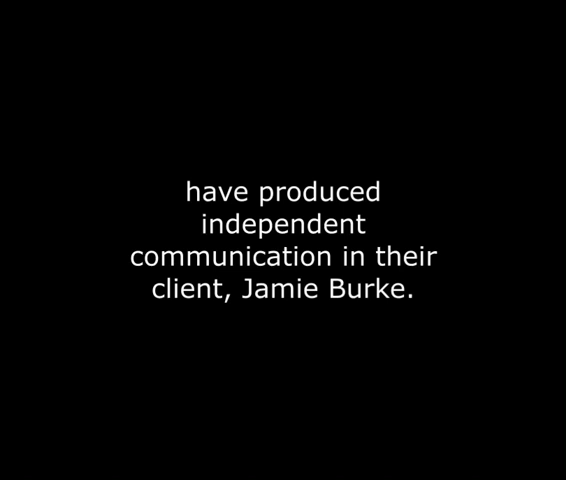 have produced
independent
communication in their
client, Jamie Burke.